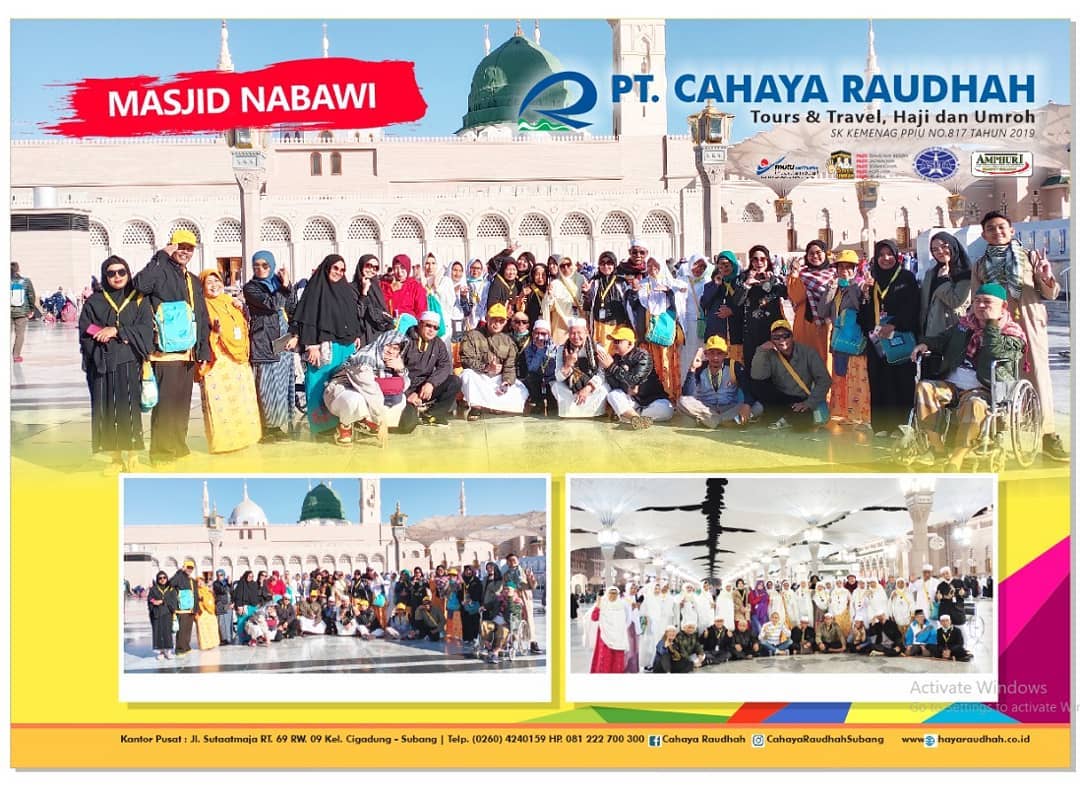 MASJID NABAWI
PT. CAHAYA RAUDHAH
Tours & Travel, Haji dan Umroh
SK KEMENAG PPIU NO.817 TAHUN 2019
AMPHURI
Activate Windows
Go to Settings to activate Wi
Kantor Pusat : Jl. Sutaatmaja RT. 69 RW. 09 Kel. Cigadung - Subang | Telp. (0260) 4240159 HP. 081 222 700 300 Cahaya Raudhah CahayaRaudhahSubang www. hayaraudhah.co.id